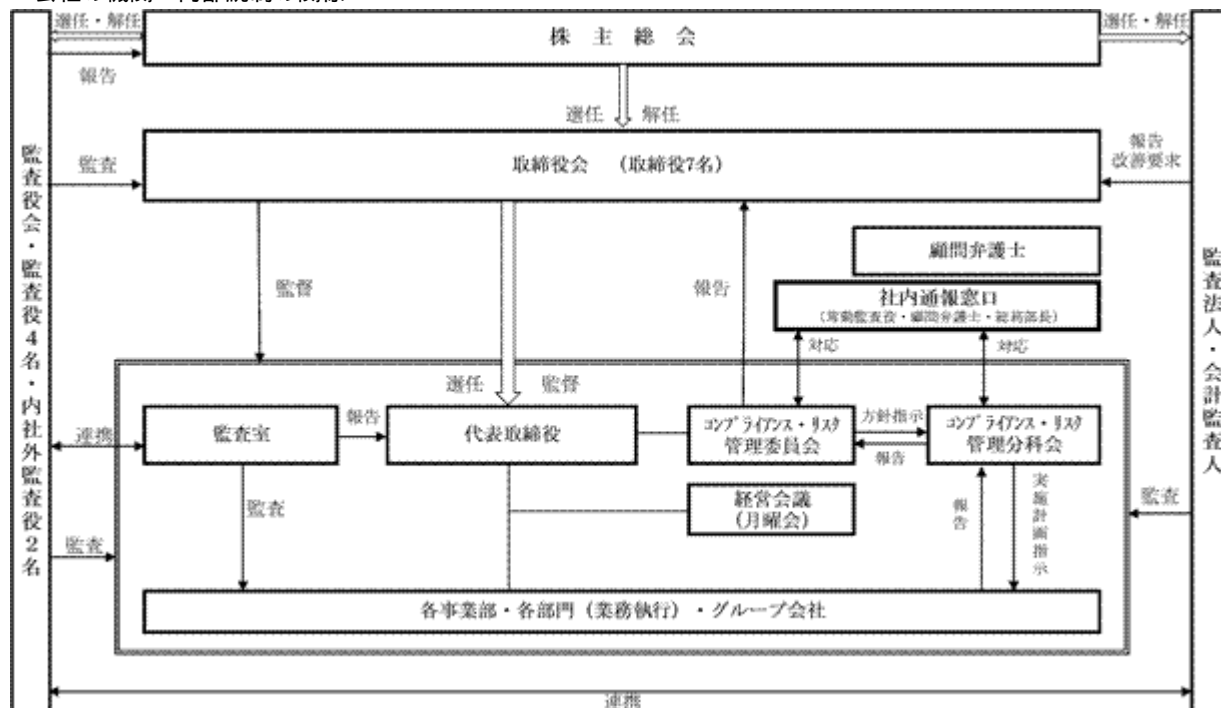 選任・解任
株主総会
選任・解任
報告
選任 解任
監査
取締役会 (取締役7名)
報告
改善要求
監査役会・監査役4名・内社外監査役2名
監査法人・会計監査人
顧問弁護士
監督
報告
社内通報窓口
(常勤監査役・顧問弁護士・総務部長)
対応
対応
選任 監督
連携
監査室
報告
代表取締役
コンプライアンス・リスク
管理委員会
方針指示
報告
コンプライアンス・リスク
管理分科会
監査
経営会議
(月曜会)
報告
実施計画指示
監査
監査
各事業部・各部門(業務執行)・グループ会社
連携